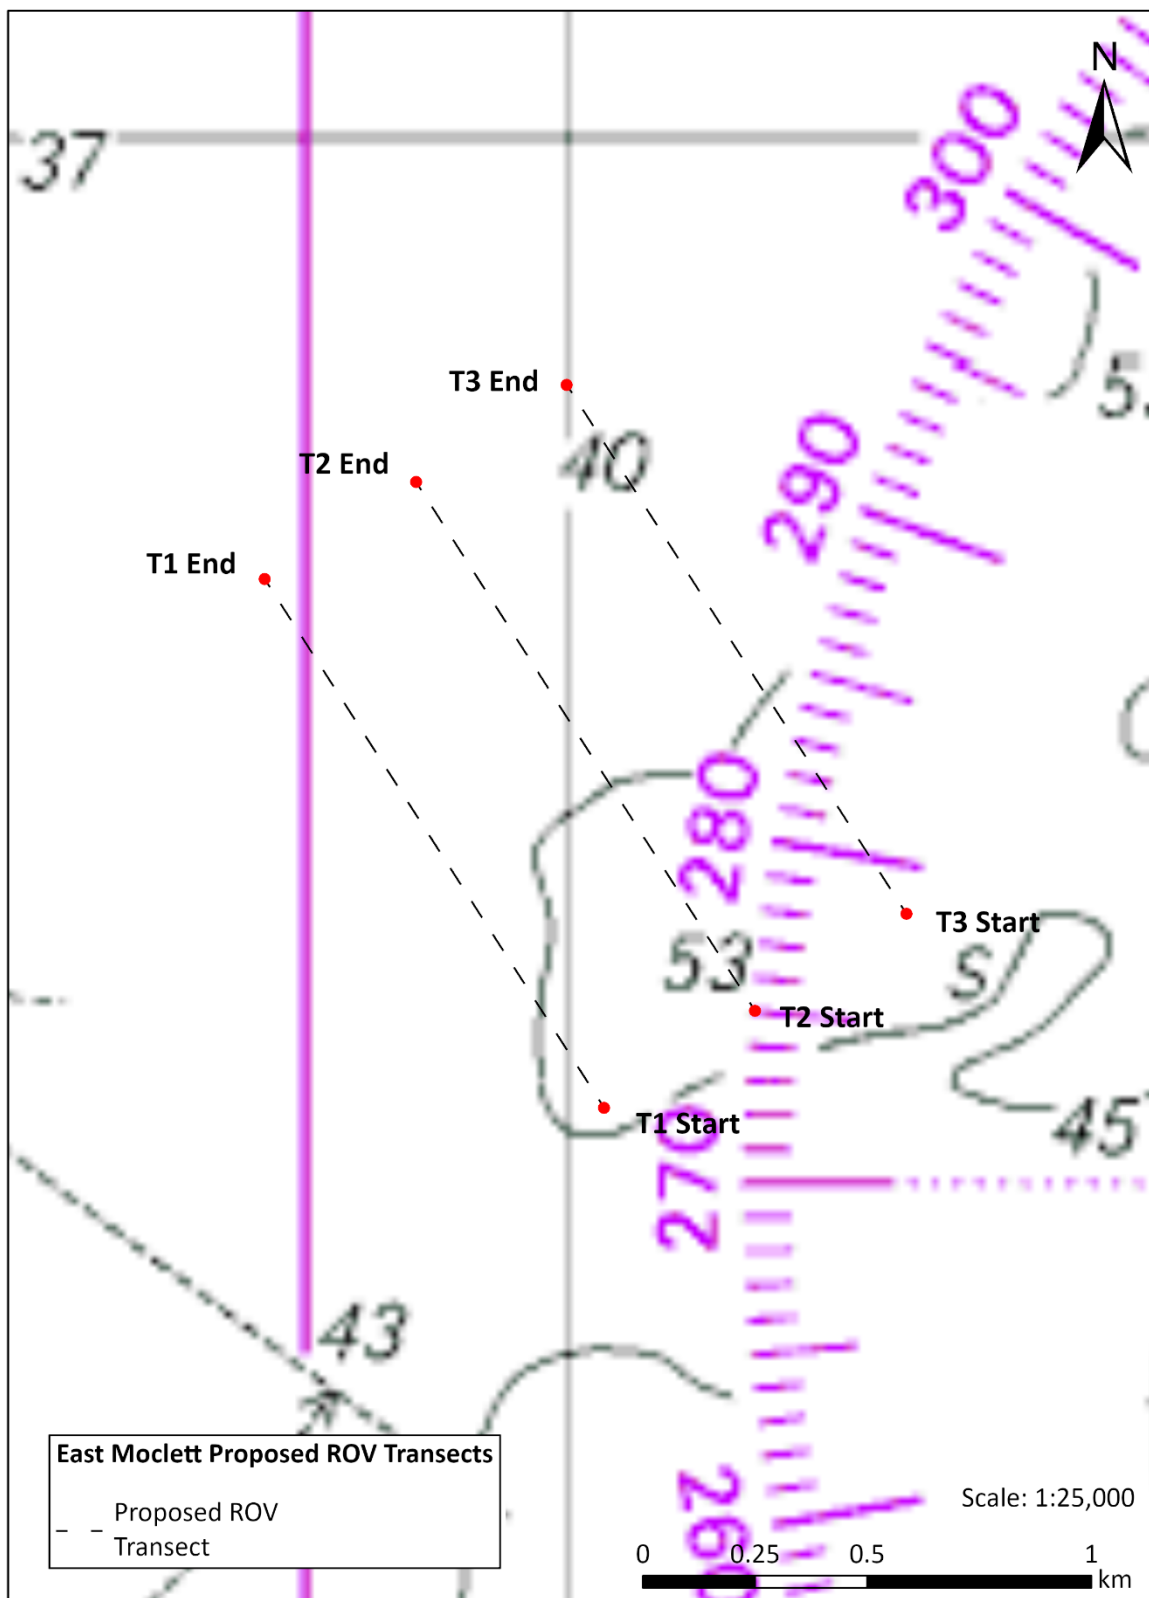 N
37
300
T3 End
40
T2 End
290
T1 End
280
T3 Start
53
S
T2 Start
45
T1 Start
270
43
East Moclett Proposed ROV Transects
Proposed ROV
Transect
260
Scale: 1:25,000
0 0.25 0.5 1
km